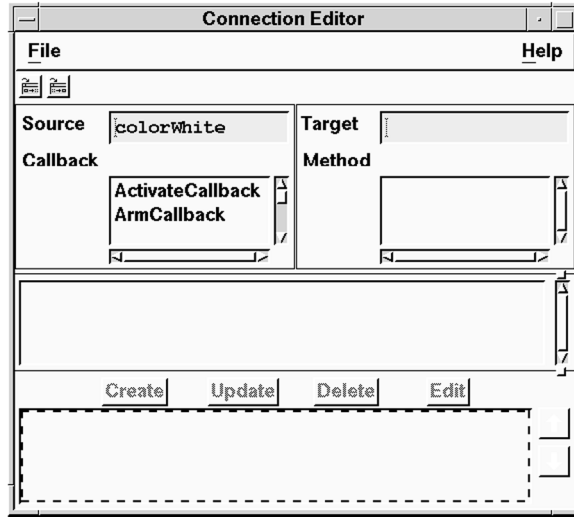 Connection Editor
File Help
Source colorWhite Target
Callback Method
ActivateCallback
ArmCallback
Create Update Delete Edit